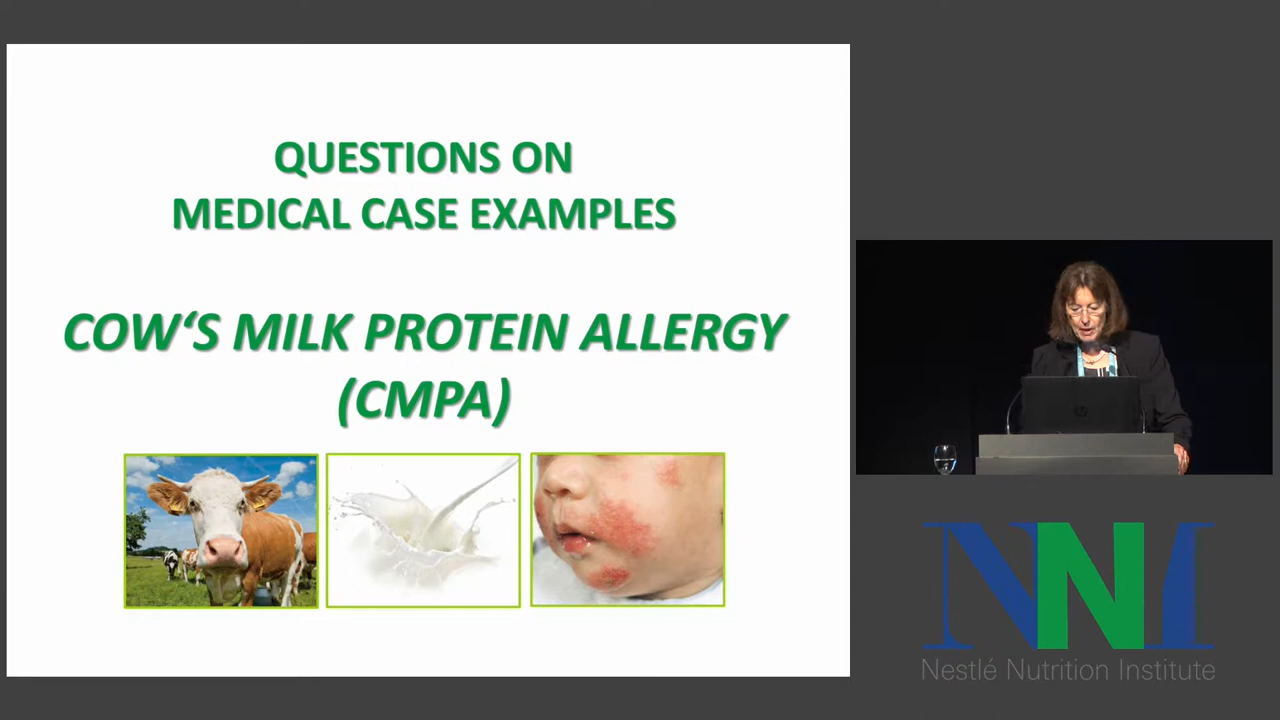 QUESTIONS ON
MEDICAL CASE EXAMPLES
COW‘S MILK PROTEIN ALLERGY
(CMPA)
NNI
Nestlé Nutrition Institute